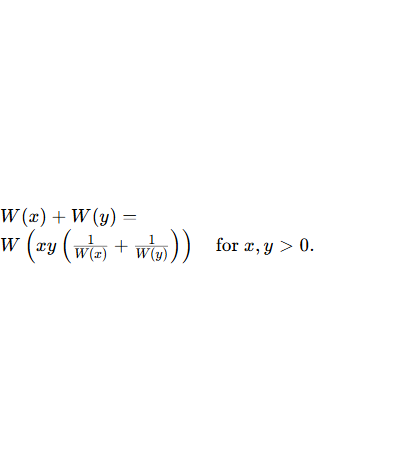 W(x) + W(y) =
W(xy(1/W(x) + 1/W(y))) for x, y > 0.